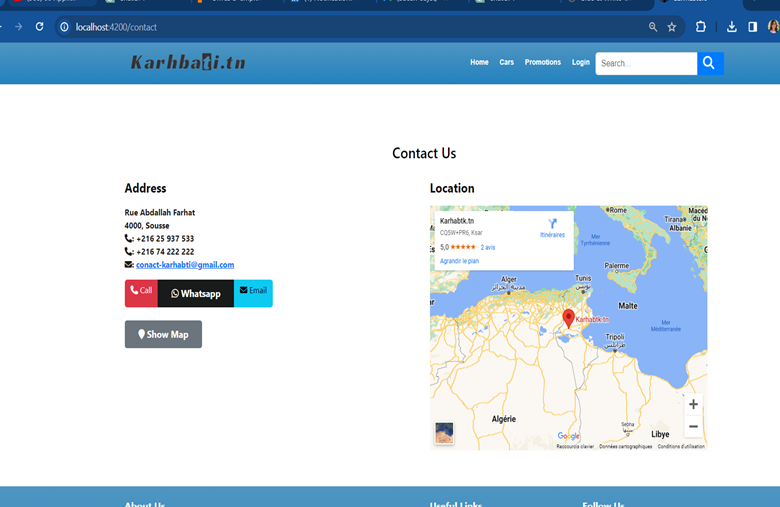 localhost:4200/contact
Karhbati.tn
Home Cars Promotions Login Search...
Contact Us
Address
Rue Abdallah Farhat
4000, Sousse
: +216 25 937 533
: +216 74 222 222
: conact-karhabti@gmail.com
Call Whatsapp Email
Show Map
Location
Karhabtk.tn
CQ5W+PR6, Ksar
5,0 ★★★★★ 2 avis
Agrandir le plan
Itinéraires
Rome
Tirana
Albanie
Mer
Tyrrhénienne
Palerme
Alger
مدينة الجزائر
Tunis
تونس
Malte
Karhabtk.tn
Mer
Méditerranée
Tripoli
طرابلس
Algérie
Libye
Google
Raccourcis clavier Données cartographiques Conditions d'utilisation
About Us Useful Links Follow Us